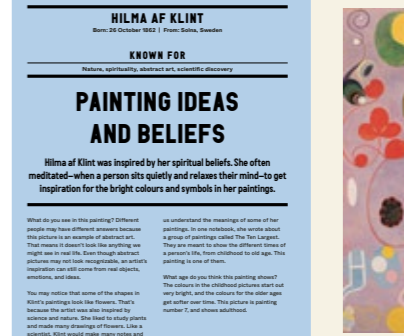 HILMA AF KLINT
Born: 26 October 1862 | From: Solna, Sweden
KNOWN FOR
Nature, spirituality, abstract art, scientific discovery
PAINTING IDEAS
AND BELIEFS
Hilma af Klint was inspired by her spiritual beliefs. She often
meditated–when a person sits quietly and relaxes their mind–to get
inspiration for the bright colours and symbols in her paintings.
What do you see in this painting? Different
people may have different answers because
this picture is an example of abstract art.
That means it doesn't look like anything we
might see in real life. Even though abstract
pictures may not look recognizable, an artist's
inspiration can still come from real objects,
emotions, and ideas.
You may notice that some of the shapes in
Klint's paintings look like flowers. That's
because the artist was also inspired by
science and nature. She liked to study plants
and made many drawings of flowers. Like a
scientist, Klint would make many notes and
us understand the meanings of some of her
paintings. In one notebook, she wrote about
a group of paintings called The Ten Largest.
They are meant to show the different times of
a person's life, from childhood to old age. This
painting is one of them.
What age do you think this painting shows?
The colours in the childhood pictures start out
very bright, and the colours for the older ages
get softer over time. This picture is painting
number 7, and shows adulthood.